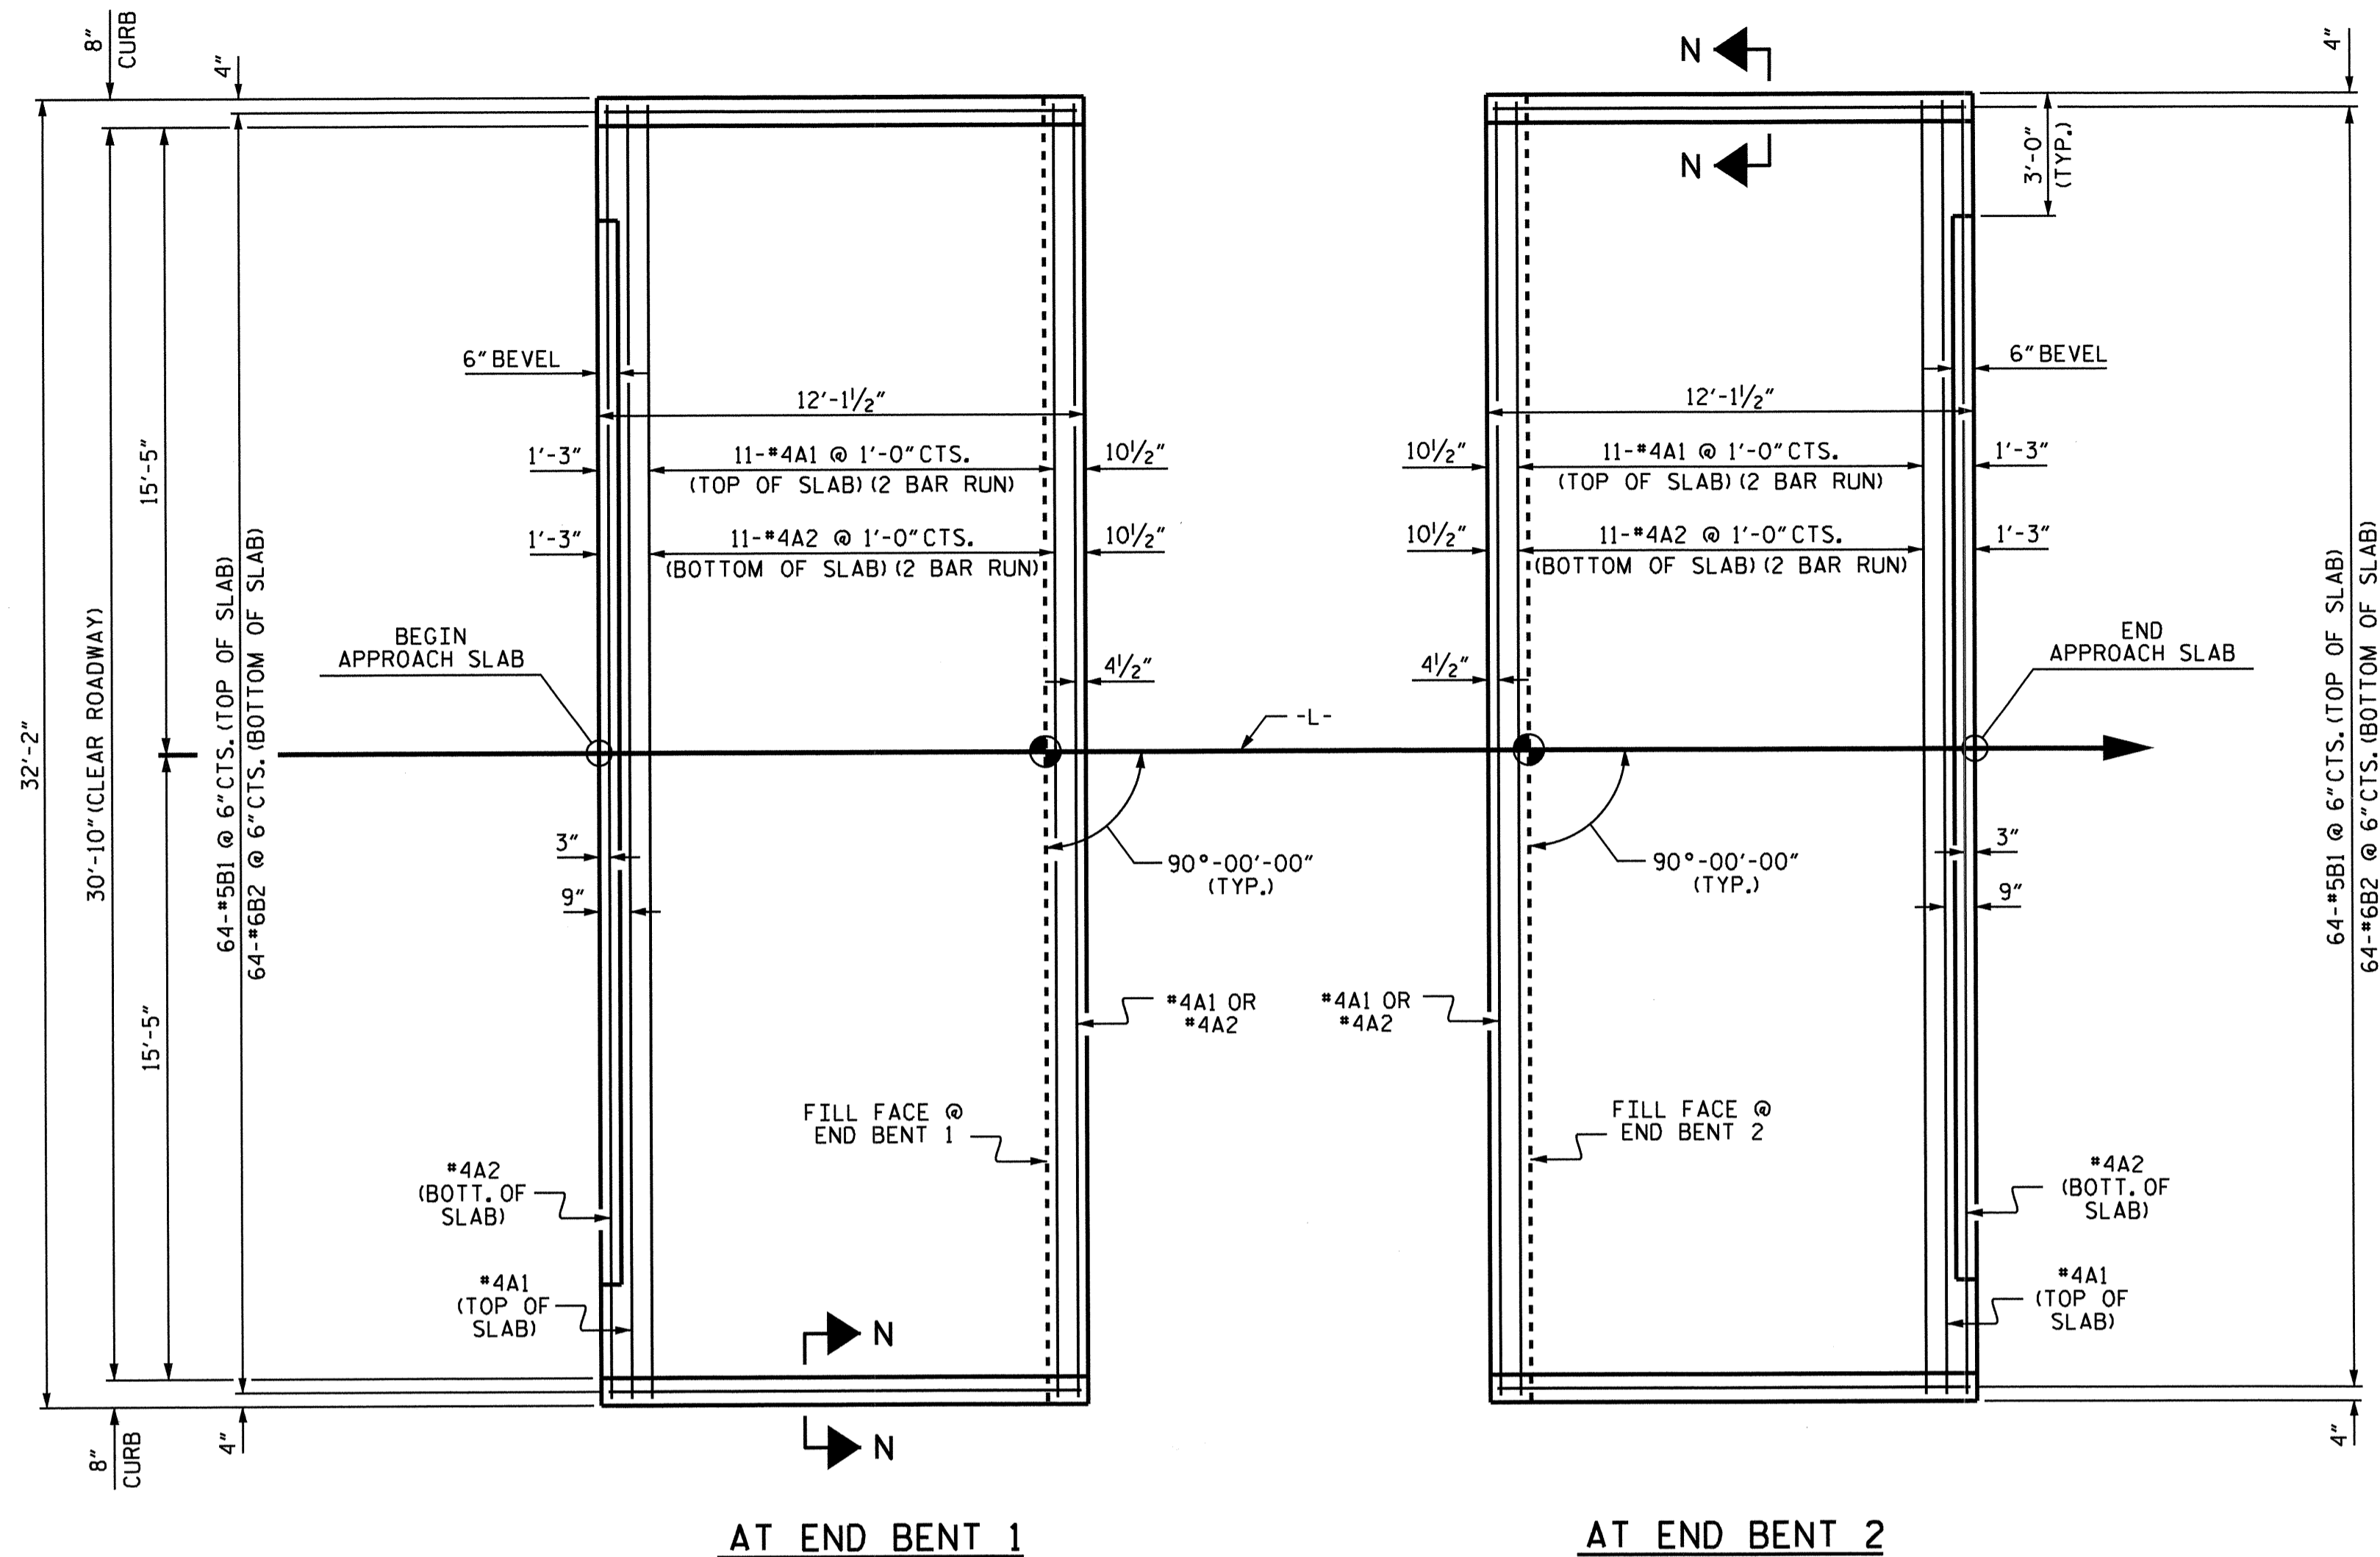 8"
CURB
4"
32'-2"
30'-10"(CLEAR ROADWAY)
15'-5"
15'-5"
64-#5B1 @ 6"CTS.(TOP OF SLAB)
64-#6B2 @ 6"CTS.(BOTTOM OF SLAB)
8"
CURB
4"
6"BEVEL
12'-1½"
1'-3"
11-#4A1 @ 1'-0"CTS.
(TOP OF SLAB)(2 BAR RUN)
10½"
1'-3"
11-#4A2 @ 1'-0"CTS.
(BOTTOM OF SLAB)(2 BAR RUN)
10½"
BEGIN
APPROACH SLAB
4½"
-L-
3"
9"
90°-00'-00"
(TYP.)
#4A1 OR
#4A2
FILL FACE @
END BENT 1
#4A2
(BOTT. OF
SLAB)
#4A1
(TOP OF
SLAB)
N
N
AT END BENT 1
N
N
4"
3'-0"
(TYP.)
6"BEVEL
12'-1½"
10½"
11-#4A1 @ 1'-0"CTS.
(TOP OF SLAB)(2 BAR RUN)
1'-3"
10½"
11-#4A2 @ 1'-0"CTS.
(BOTTOM OF SLAB)(2 BAR RUN)
1'-3"
4½"
END
APPROACH SLAB
90°-00'-00"
(TYP.)
3"
9"
#4A1 OR
#4A2
FILL FACE @
END BENT 2
#4A2
(BOTT. OF
SLAB)
#4A1
(TOP OF
SLAB)
64-#5B1 @ 6"CTS.(TOP OF SLAB)
64-#6B2 @ 6"CTS.(BOTTOM OF SLAB)
4"
AT END BENT 2